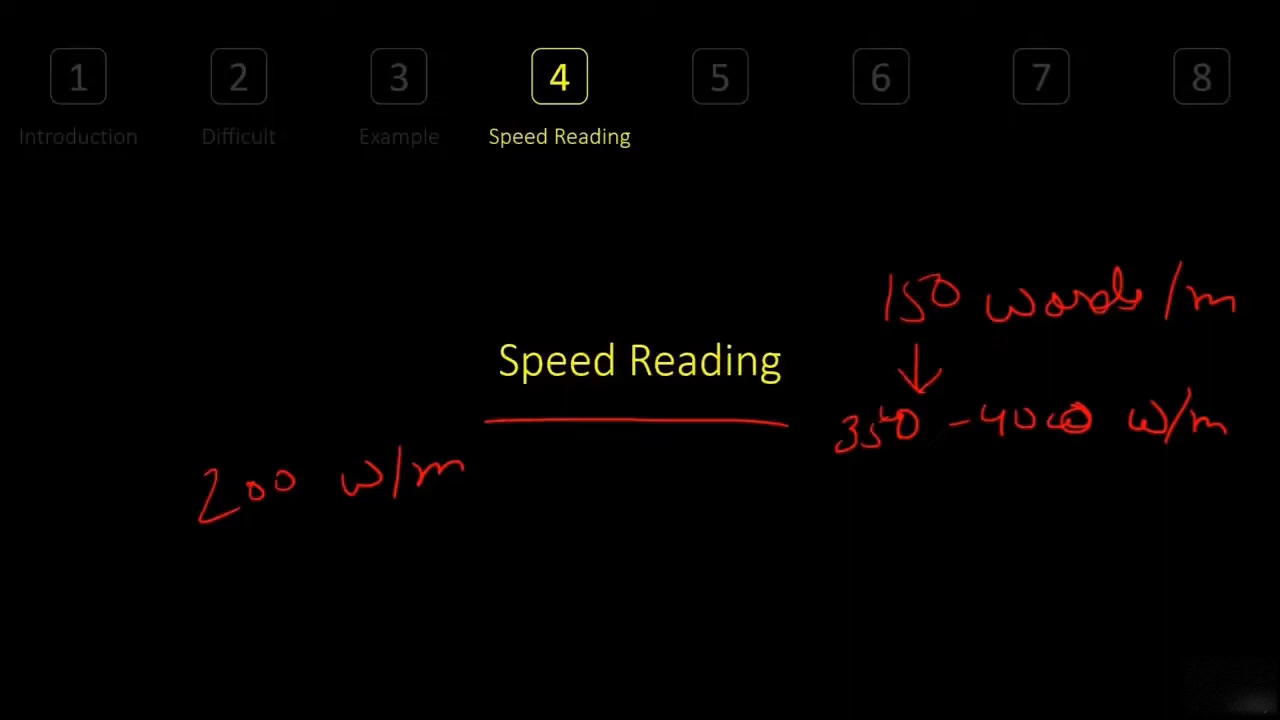 1 2 3 4 5 6 7 8
Introduction Difficult Example Speed Reading
150 words/m
Speed Reading
350 - 400 w/m
200 w/m